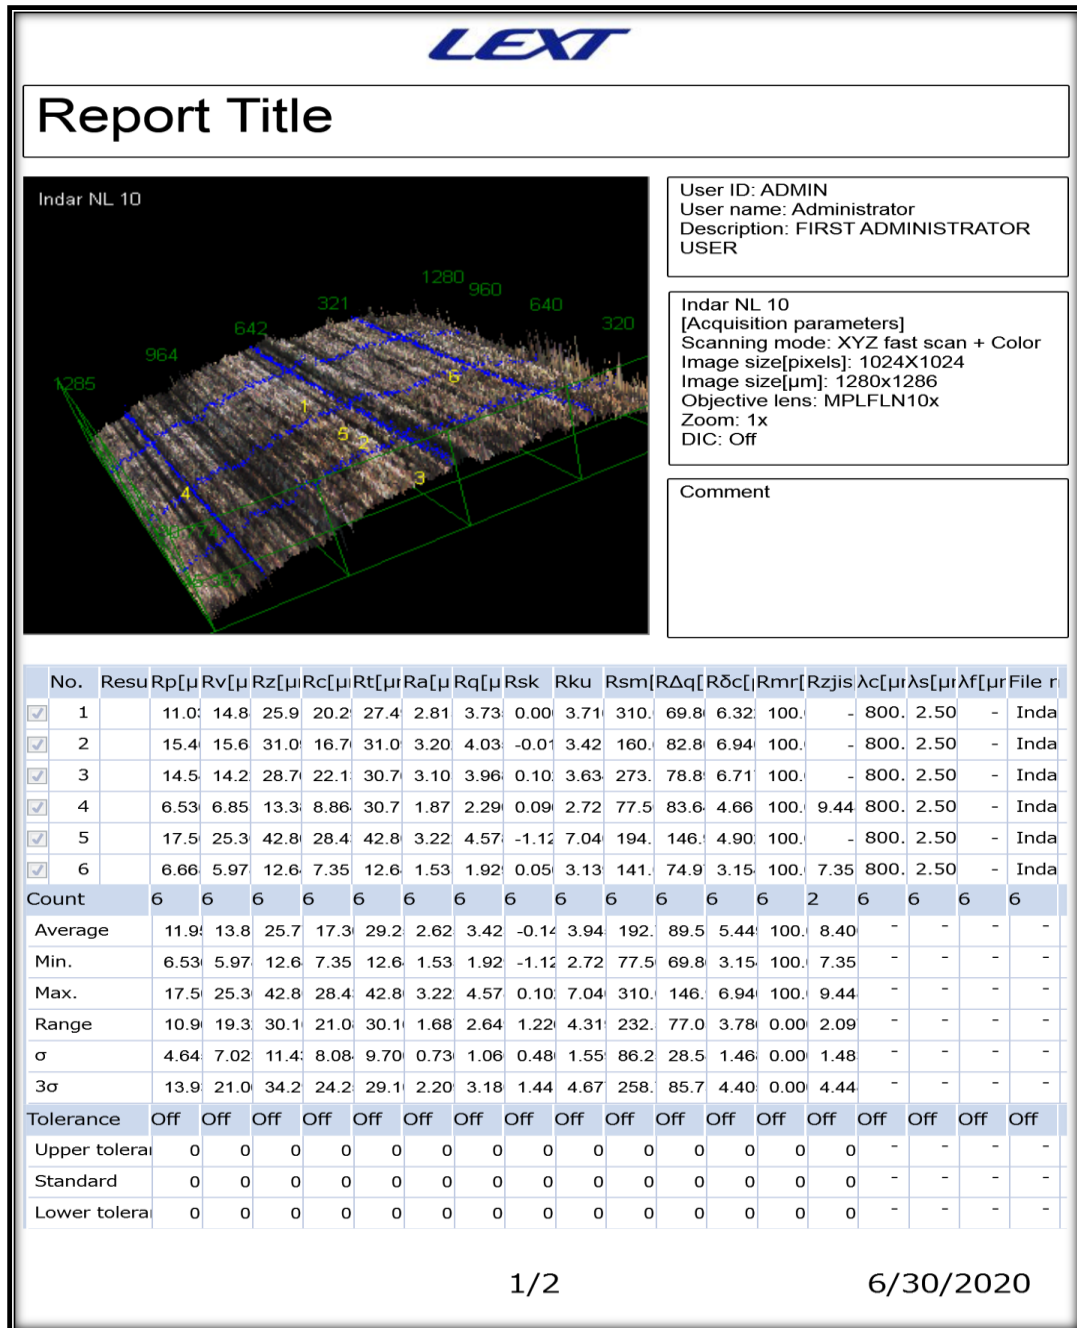 LEXT
Report Title
Indar NL 10
1280
960
640
320
321
642
964
1285
6
1
5
2
3
4
User ID: ADMIN
User name: Administrator
Description: FIRST ADMINISTRATOR
USER
Indar NL 10
[Acquisition parameters]
Scanning mode: XYZ fast scan + Color
Image size[pixels]: 1024X1024
Image size[µm]: 1280x1286
Objective lens: MPLFLN10x
Zoom: 1x
DIC: Off
Comment
No. Resu Rp[µ Rv[µ Rz[µ Rc[µ Rt[µ Ra[µ Rq[µ Rsk Rku Rsm[ RΔq[ Rδc[ Rmr[ Rzjis λc[µ λs[µ λf[µ File
1 11.0 14.8 25.9 20.2 27.4 2.81 3.73 0.00 3.71 310. 69.8 6.32 100. - 800. 2.50 - Inda
2 15.4 15.6 31.0 16.7 31.0 3.20 4.03 -0.01 3.42 160. 82.8 6.94 100. - 800. 2.50 - Inda
3 14.5 14.2 28.7 22.1 30.7 3.10 3.96 0.10 3.63 273. 78.8 6.71 100. - 800. 2.50 - Inda
4 6.53 6.85 13.3 8.86 30.7 1.87 2.29 0.09 2.72 77.5 83.6 4.66 100. 9.44 800. 2.50 - Inda
5 17.5 25.3 42.8 28.4 42.8 3.22 4.57 -1.12 7.04 194. 146. 4.90 100. - 800. 2.50 - Inda
6 6.66 5.97 12.6 7.35 12.6 1.53 1.92 0.05 3.13 141. 74.9 3.15 100. 7.35 800. 2.50 - Inda
Count 6 6 6 6 6 6 6 6 6 6 6 6 6 2 6 6 6 6
Average 11.9 13.8 25.7 17.3 29.2 2.62 3.42 -0.14 3.94 192. 89.5 5.44 100. 8.40 - - - -
Min. 6.53 5.97 12.6 7.35 12.6 1.53 1.92 -1.12 2.72 77.5 69.8 3.15 100. 7.35 - - - -
Max. 17.5 25.3 42.8 28.4 42.8 3.22 4.57 0.10 7.04 310. 146. 6.94 100. 9.44 - - - -
Range 10.9 19.3 30.1 21.0 30.1 1.68 2.64 1.22 4.31 232. 77.0 3.78 0.00 2.09 - - - -
σ 4.64 7.02 11.4 8.08 9.70 0.73 1.06 0.48 1.55 86.2 28.5 1.46 0.00 1.48 - - - -
3σ 13.9 21.0 34.2 24.2 29.1 2.20 3.18 1.44 4.67 258. 85.7 4.40 0.00 4.44 - - - -
Tolerance Off Off Off Off Off Off Off Off Off Off Off Off Off Off Off Off Off Off
Upper tolera 0 0 0 0 0 0 0 0 0 0 0 0 0 0 - - - -
Standard 0 0 0 0 0 0 0 0 0 0 0 0 0 0 - - - -
Lower tolera 0 0 0 0 0 0 0 0 0 0 0 0 0 0 - - - -
1/2
6/30/2020